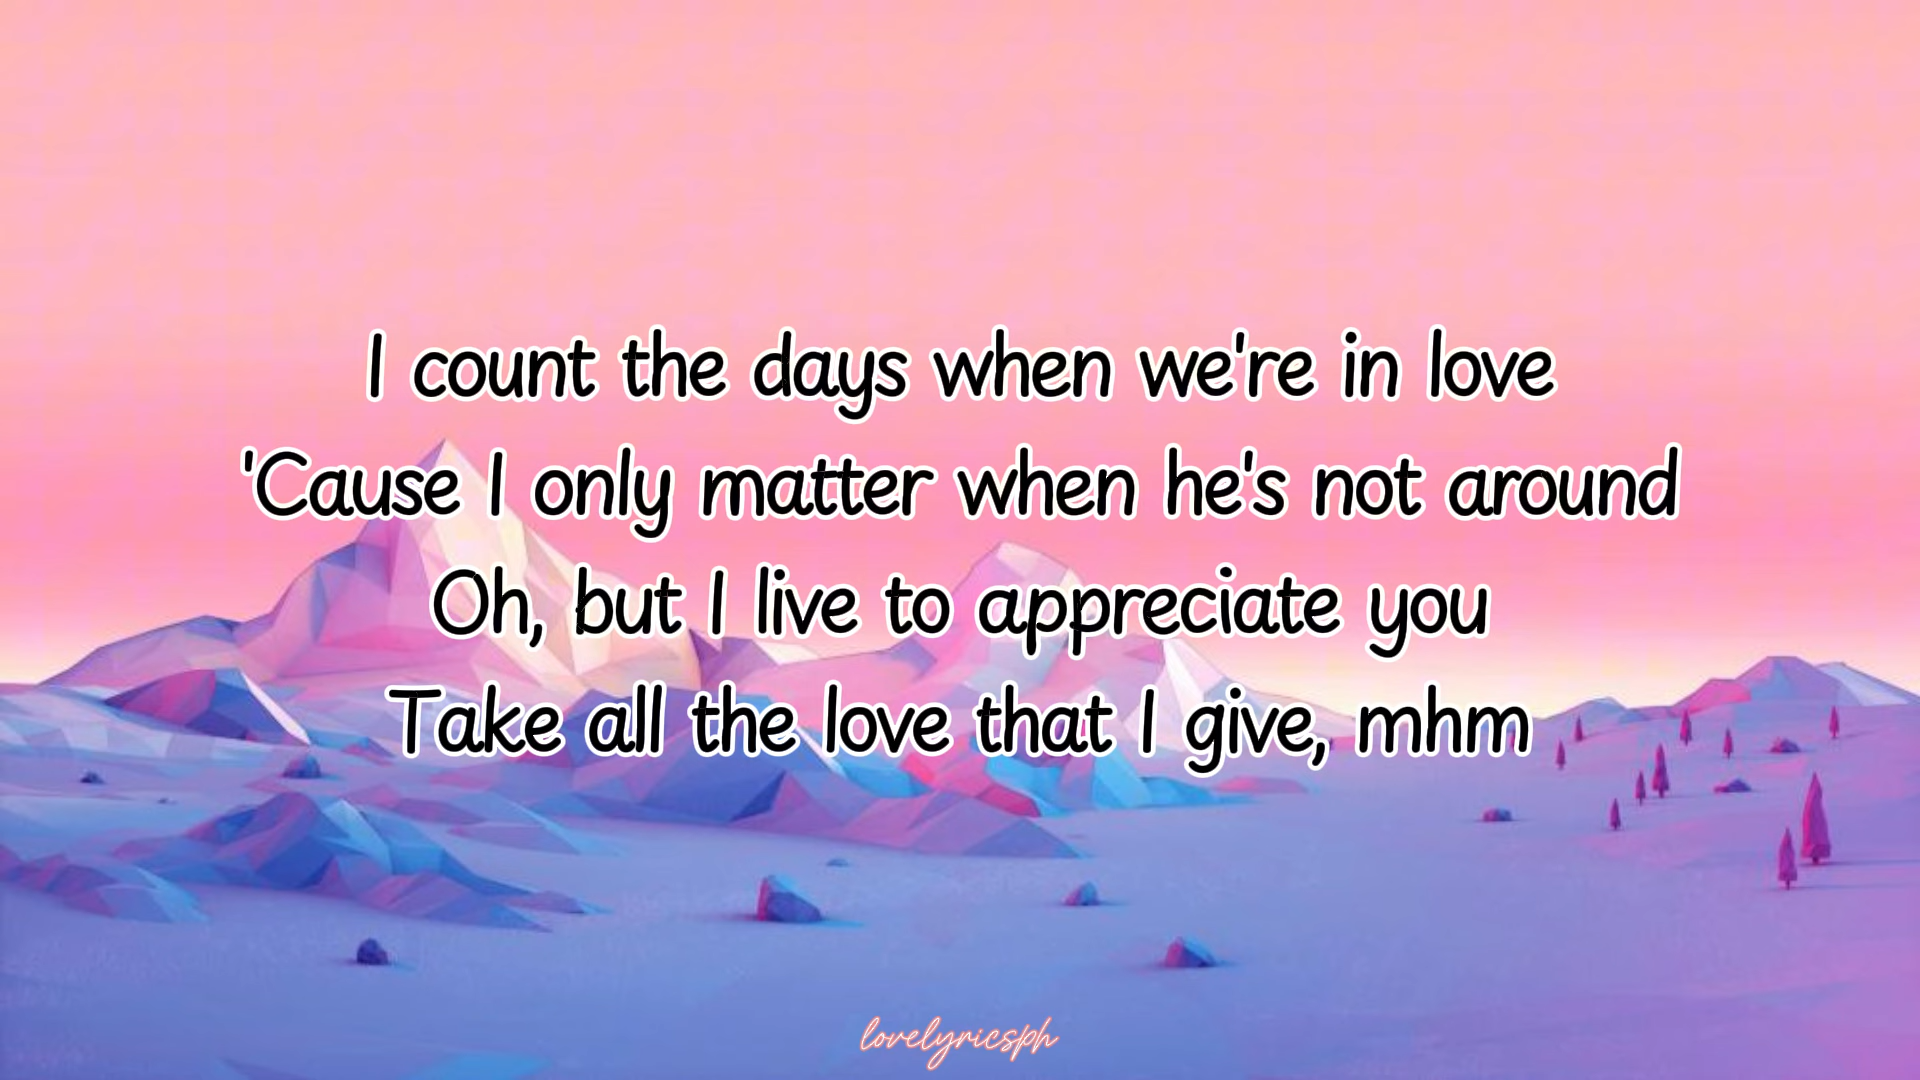 I count the days when we're in love
'Cause I only matter when he's not around
Oh, but I live to appreciate you
Take all the love that I give, mhm
lovelyricsph